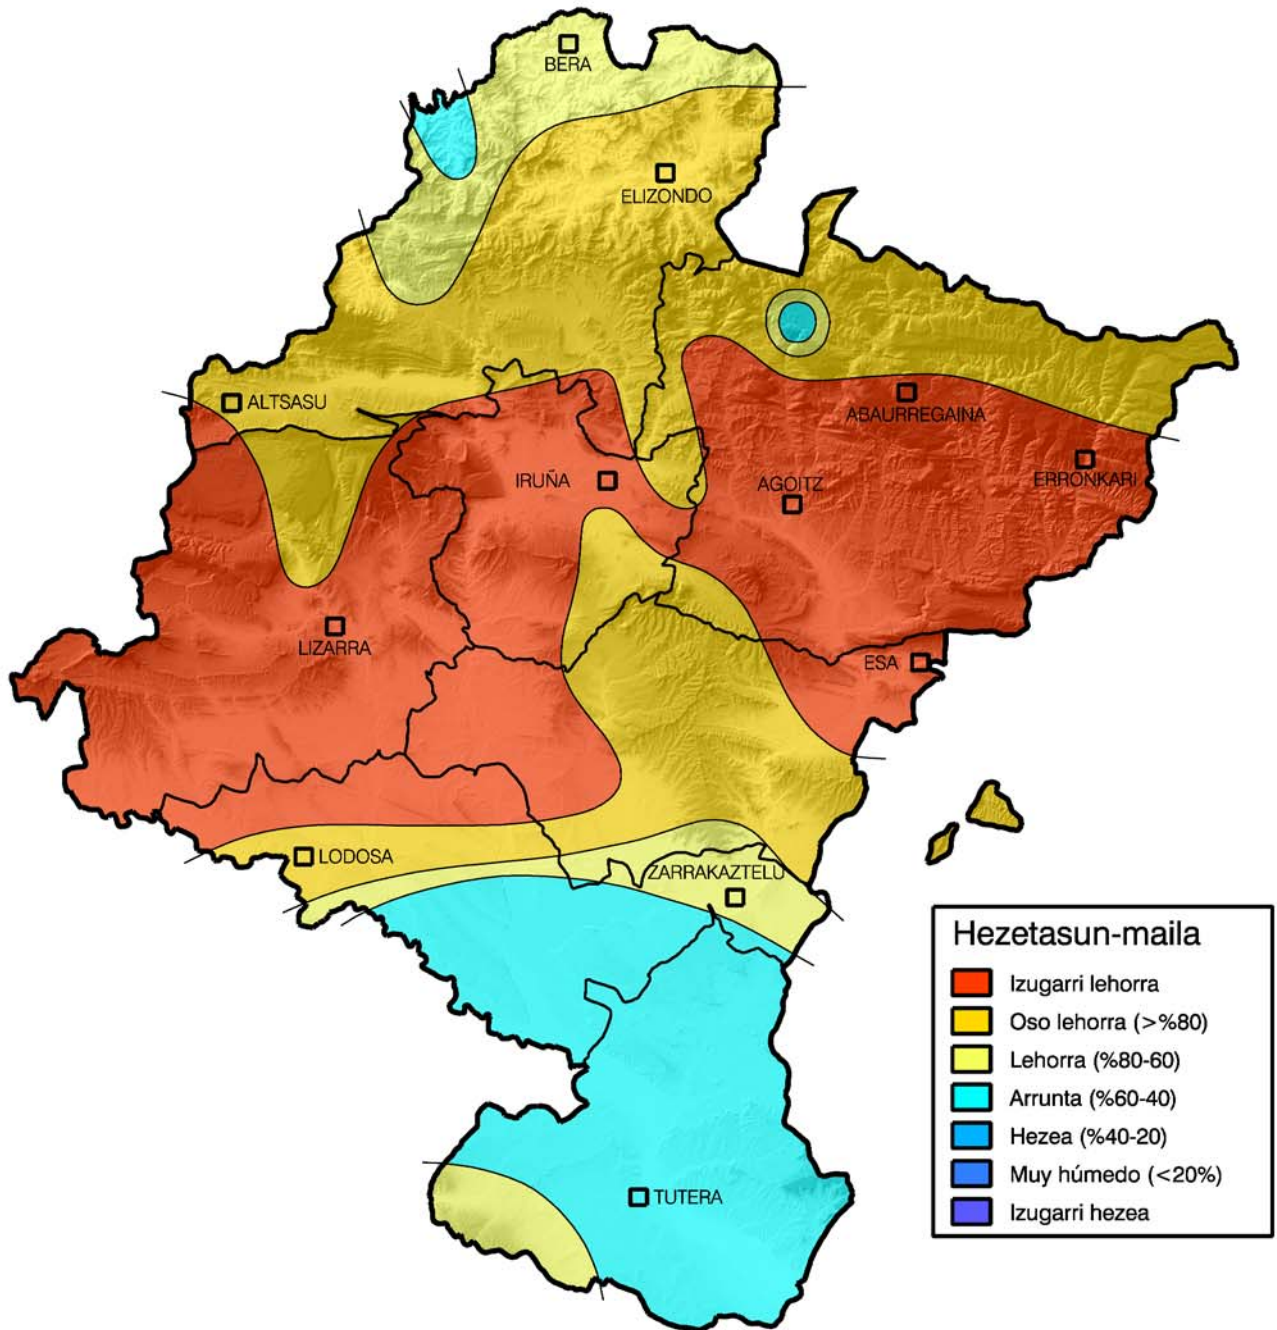 BERA
ELIZONDO
ALTSASU
ABAURREGAINA
IRUÑA
AGOITZ
ERRONKARI
LIZARRA
ESA
LODOSA
ZARRAKAZTELU
TUTERA
Hezetasun-maila
Izugarri lehorra
Oso lehorra (>%80)
Lehorra (%80-60)
Arrunta (%60-40)
Hezea (%40-20)
Muy húmedo (<20%)
Izugarri hezea